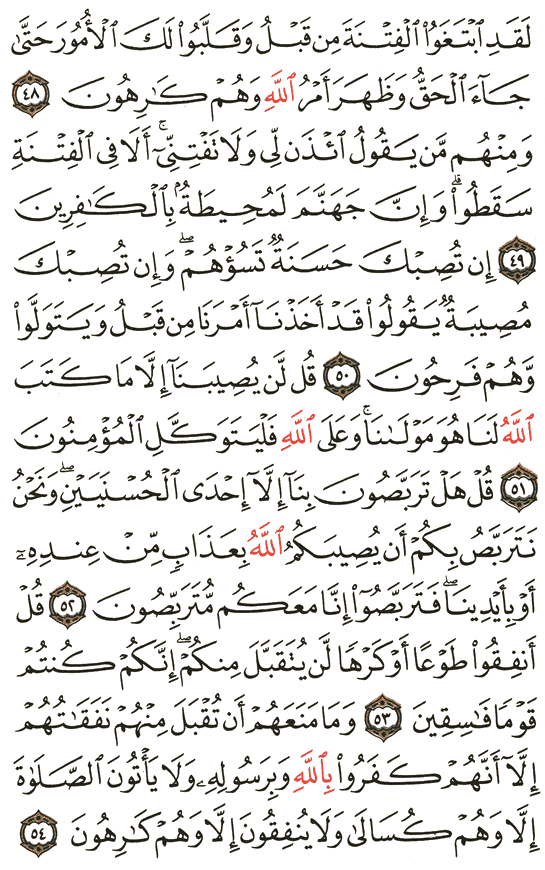 لَقَدِ ٱبۡتَغَوُاْ ٱلۡفِتۡنَةَ مِن قَبۡلُ وَقَلَّبُواْ لَكَ ٱلۡأُمُورَ حَتَّىٰ
جَآءَ ٱلۡحَقُّ وَظَهَرَ أَمۡرُ ٱللَّهِ وَهُمۡ كَٰرِهُونَ ٤٨
وَمِنۡهُم مَّن يَقُولُ ٱئۡذَن لِّي وَلَا تَفۡتِنِّيٓۚ أَلَا فِي ٱلۡفِتۡنَةِ
سَقَطُواْۗ وَإِنَّ جَهَنَّمَ لَمُحِيطَةُۢ بِٱلۡكَٰفِرِينَ
٤٩ إِن تُصِبۡكَ حَسَنَةٞ تَسُؤۡهُمۡۖ وَإِن تُصِبۡكَ
مُصِيبَةٞ يَقُولُواْ قَدۡ أَخَذۡنَآ أَمۡرَنَا مِن قَبۡلُ وَيَتَوَلَّواْ
وَّهُمۡ فَرِحُونَ ٥٠ قُل لَّن يُصِيبَنَآ إِلَّا مَا كَتَبَ
ٱللَّهُ لَنَا هُوَ مَوۡلَىٰنَاۚ وَعَلَى ٱللَّهِ فَلۡيَتَوَكَّلِ ٱلۡمُؤۡمِنُونَ
٥١ قُلۡ هَلۡ تَرَبَّصُونَ بِنَآ إِلَّآ إِحۡدَى ٱلۡحُسۡنَيَيۡنِۖ وَنَحۡنُ
نَتَرَبَّصُ بِكُمۡ أَن يُصِيبَكُمُ ٱللَّهُ بِعَذَابٖ مِّنۡ عِندِهِۦٓ
أَوۡ بِأَيۡدِينَاۖ فَتَرَبَّصُوٓاْ إِنَّا مَعَكُم مُّتَرَبِّصُونَ ٥٢ قُلۡ
أَنفِقُواْ طَوۡعًا أَوۡ كَرۡهٗا لَّن يُتَقَبَّلَ مِنكُمۡۖ إِنَّكُمۡ كُنتُمۡ
قَوۡمٗا فَٰسِقِينَ ٥٣ وَمَا مَنَعَهُمۡ أَن تُقۡبَلَ مِنۡهُمۡ نَفَقَٰتُهُمۡ
إِلَّآ أَنَّهُمۡ كَفَرُواْ بِٱللَّهِ وَبِرَسُولِهِۦ وَلَا يَأۡتُونَ ٱلصَّلَوٰةَ
إِلَّا وَهُمۡ كُسَالَىٰ وَلَا يُنفِقُونَ إِلَّا وَهُمۡ كَٰرِهُونَ ٥٤